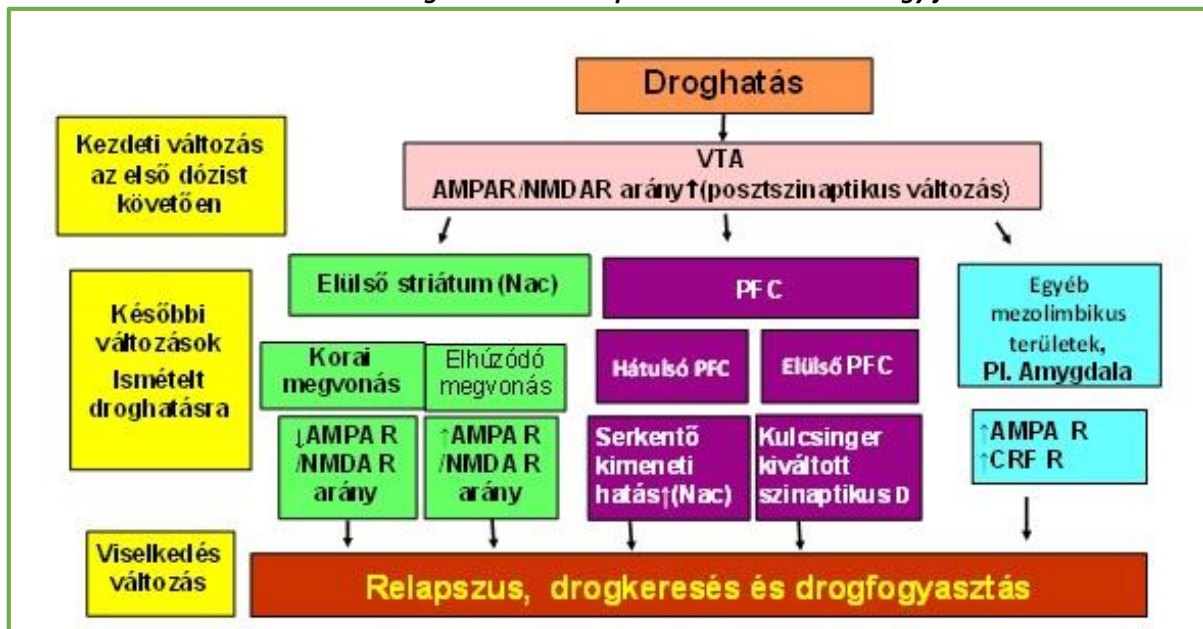 Droghatás
Kezdeti változás
az első dózist
követően
VTA
AMPAR/NMDAR arány↑(posztszinaptikus változás)
Későbbi
változások
Ismételt
droghatásra
Elülső striátum (Nac)
PFC
Egyéb
mezolimbikus
területek,
Pl. Amygdala
Korai
megvonás
Elhúzódó
megvonás
Hátulsó PFC
Elülső PFC
↓AMPA R
/NMDA R
arány
↑AMPA R
/NMDA R
arány
Serkentő
kimeneti
hatás↑(Nac)
Kulcsinger
kiváltott
szinaptikus D
↑AMPA R
↑CRF R
Viselkedés
változás
Relapszus, drogkeresés és drogfogyasztás